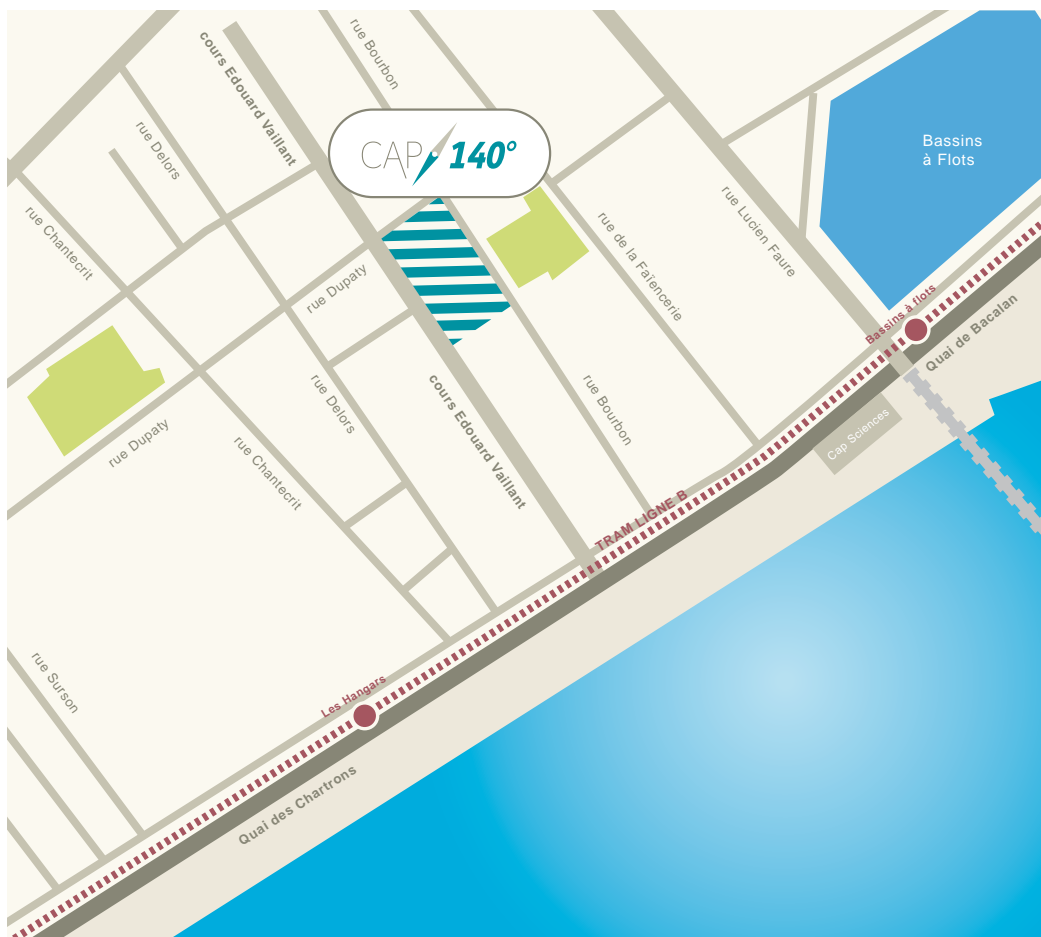 cours Edouard Vaillant
rue Bourbon
rue Delors
CAP 140°
Bassins
à Flots
rue Chantecrit
rue Lucien Faure
rue de la Faïencerie
rue Dupaty
Bassins à flots
Quai de Bacalan
rue Delors
cours Edouard Vaillant
rue Bourbon
Cap Sciences
rue Dupaty
rue Chantecrit
TRAM LIGNE B
rue Surson
Les Hangars
Quai des Chartrons